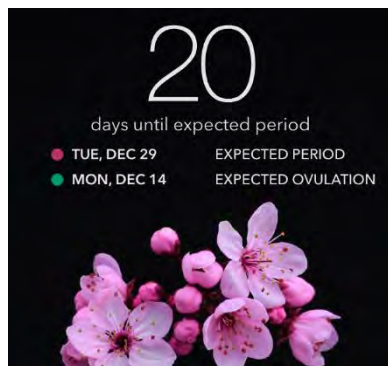 20
days until expected period
TUE, DEC 29 EXPECTED PERIOD
MON, DEC 14 EXPECTED OVULATION